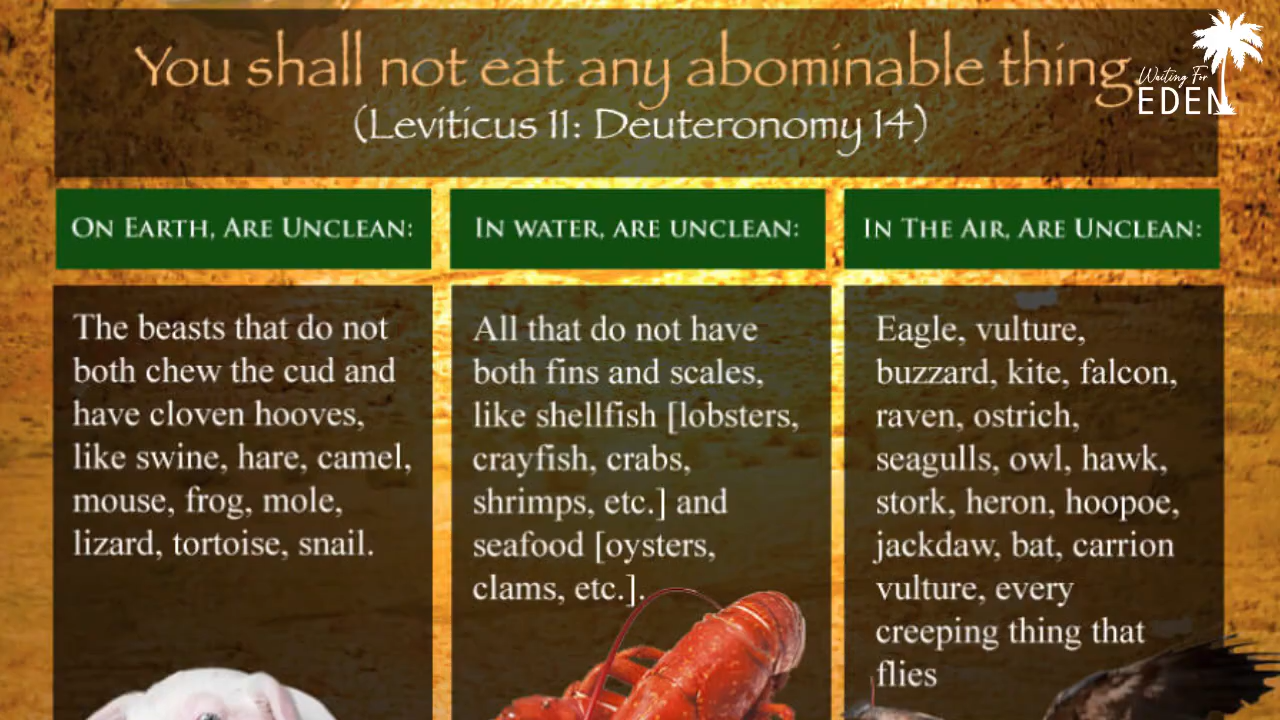 You shall not eat any abominable thing
(Leviticus 11: Deuteronomy 14)
Waiting For
EDEN
On Earth, Are Unclean:
The beasts that do not
both chew the cud and
have cloven hooves,
like swine, hare, camel,
mouse, frog, mole,
lizard, tortoise, snail.
In water, are unclean:
All that do not have
both fins and scales,
like shellfish [lobsters,
crayfish, crabs,
shrimps, etc.] and
seafood [oysters,
clams, etc.].
In The Air, Are Unclean:
Eagle, vulture,
buzzard, kite, falcon,
raven, ostrich,
seagulls, owl, hawk,
stork, heron, hoopoe,
jackdaw, bat, carrion
vulture, every
creeping thing that
flies